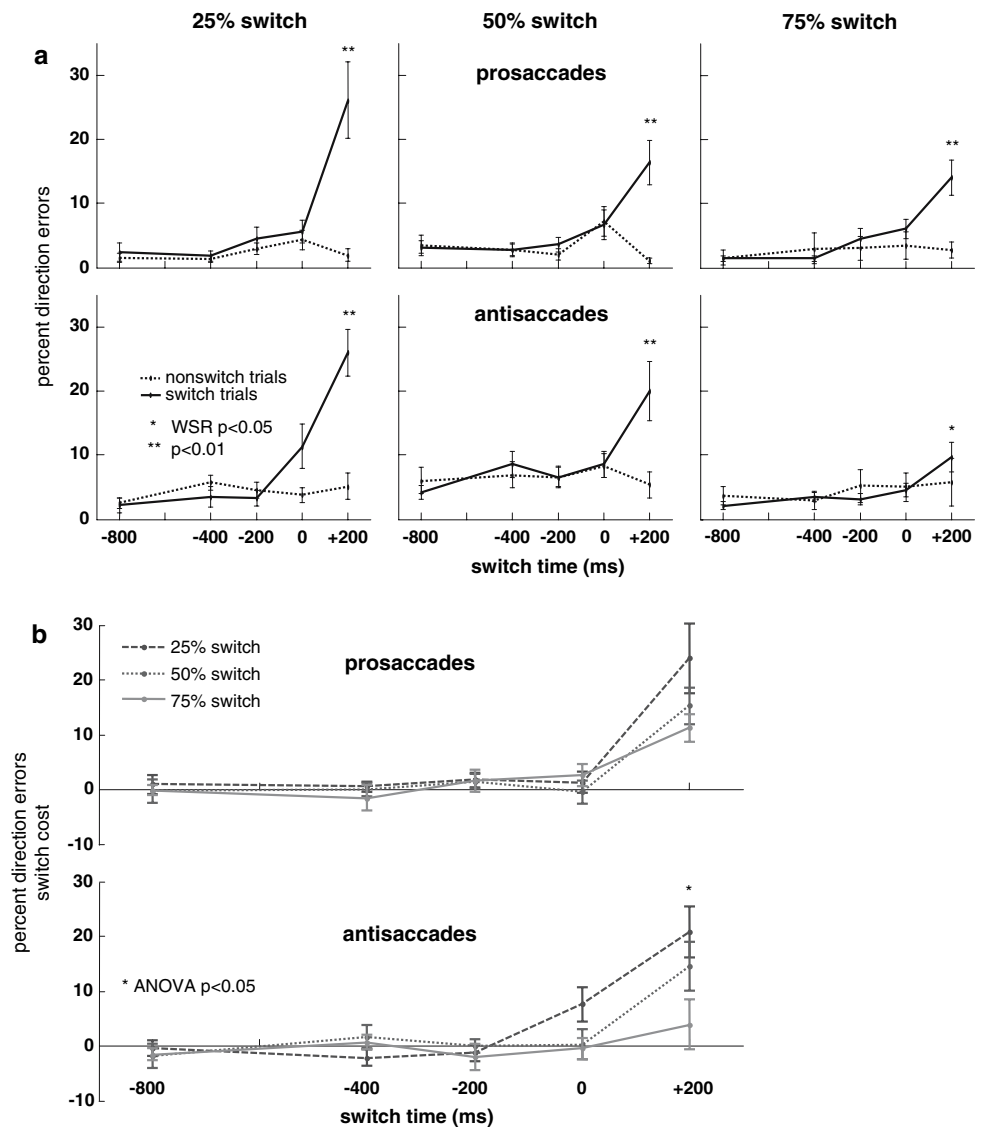 25% switch 50% switch 75% switch
a
prosaccades
30
20
10
0
percent direction errors
** ** **
antisaccades
30
20
10
0
** ** *
nonswitch trials
switch trials
* WSR p<0.05
** p<0.01
-800 -400 -200 0 +200 -800 -400 -200 0 +200 -800 -400 -200 0 +200
switch time (ms)
b
30
20
10
0
-10
25% switch
50% switch
75% switch
prosaccades
percent direction errors
switch cost
30
20
10
0
-10
antisaccades
*
* ANOVA p<0.05
-800 -400 -200 0 +200
switch time (ms)